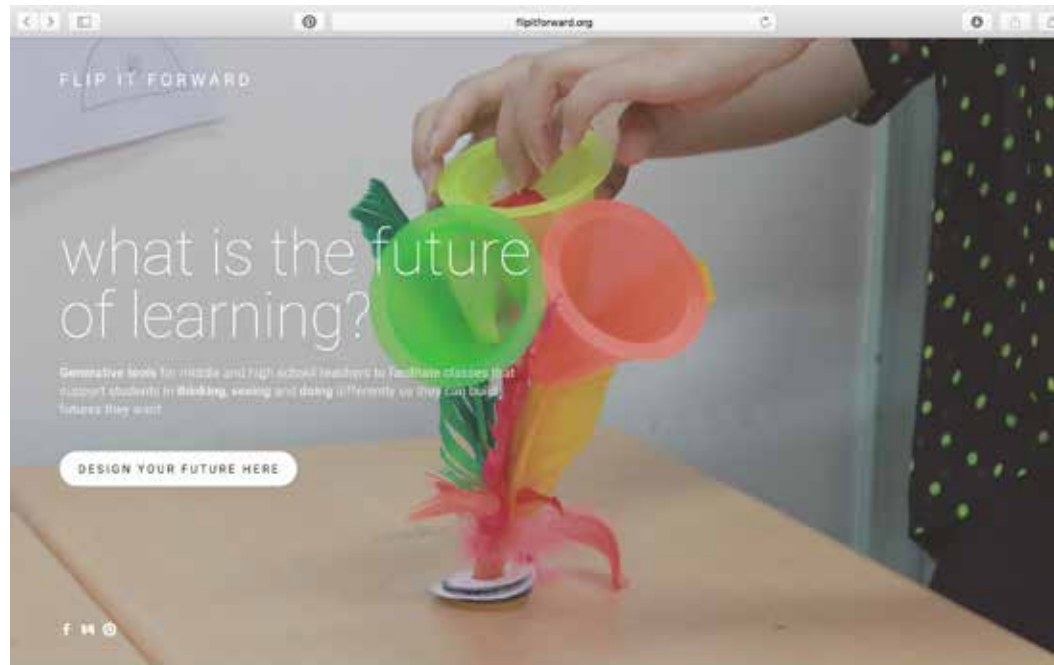 flipitforward.org
FLIP IT FORWARD
what is the future
of learning?
Generative tools for middle and high school teachers to facilitate classes that
support students in thinking, seeing and doing differently so they can build
futures they want
DESIGN YOUR FUTURE HERE